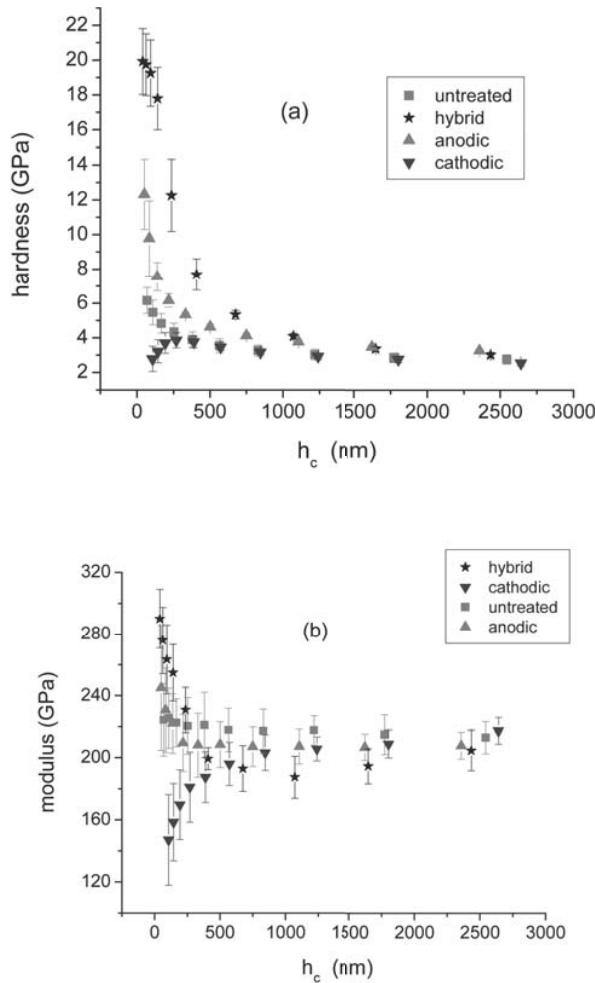 22
20
18
16
14
12
10
8
6
4
2
hardness (GPa)
(a)
untreated
hybrid
anodic
cathodic
0 500 1000 1500 2000 2500 3000
h_c (nm)
320
280
240
200
160
120
modulus (GPa)
(b)
hybrid
cathodic
untreated
anodic
0 500 1000 1500 2000 2500 3000
h_c (nm)